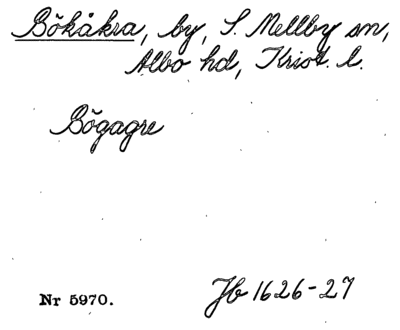 Bökåkra, by, S. Mellby sn,
Albo hd, Krist. l.
Bögagre
Nr 5970.
Jb 1626-27